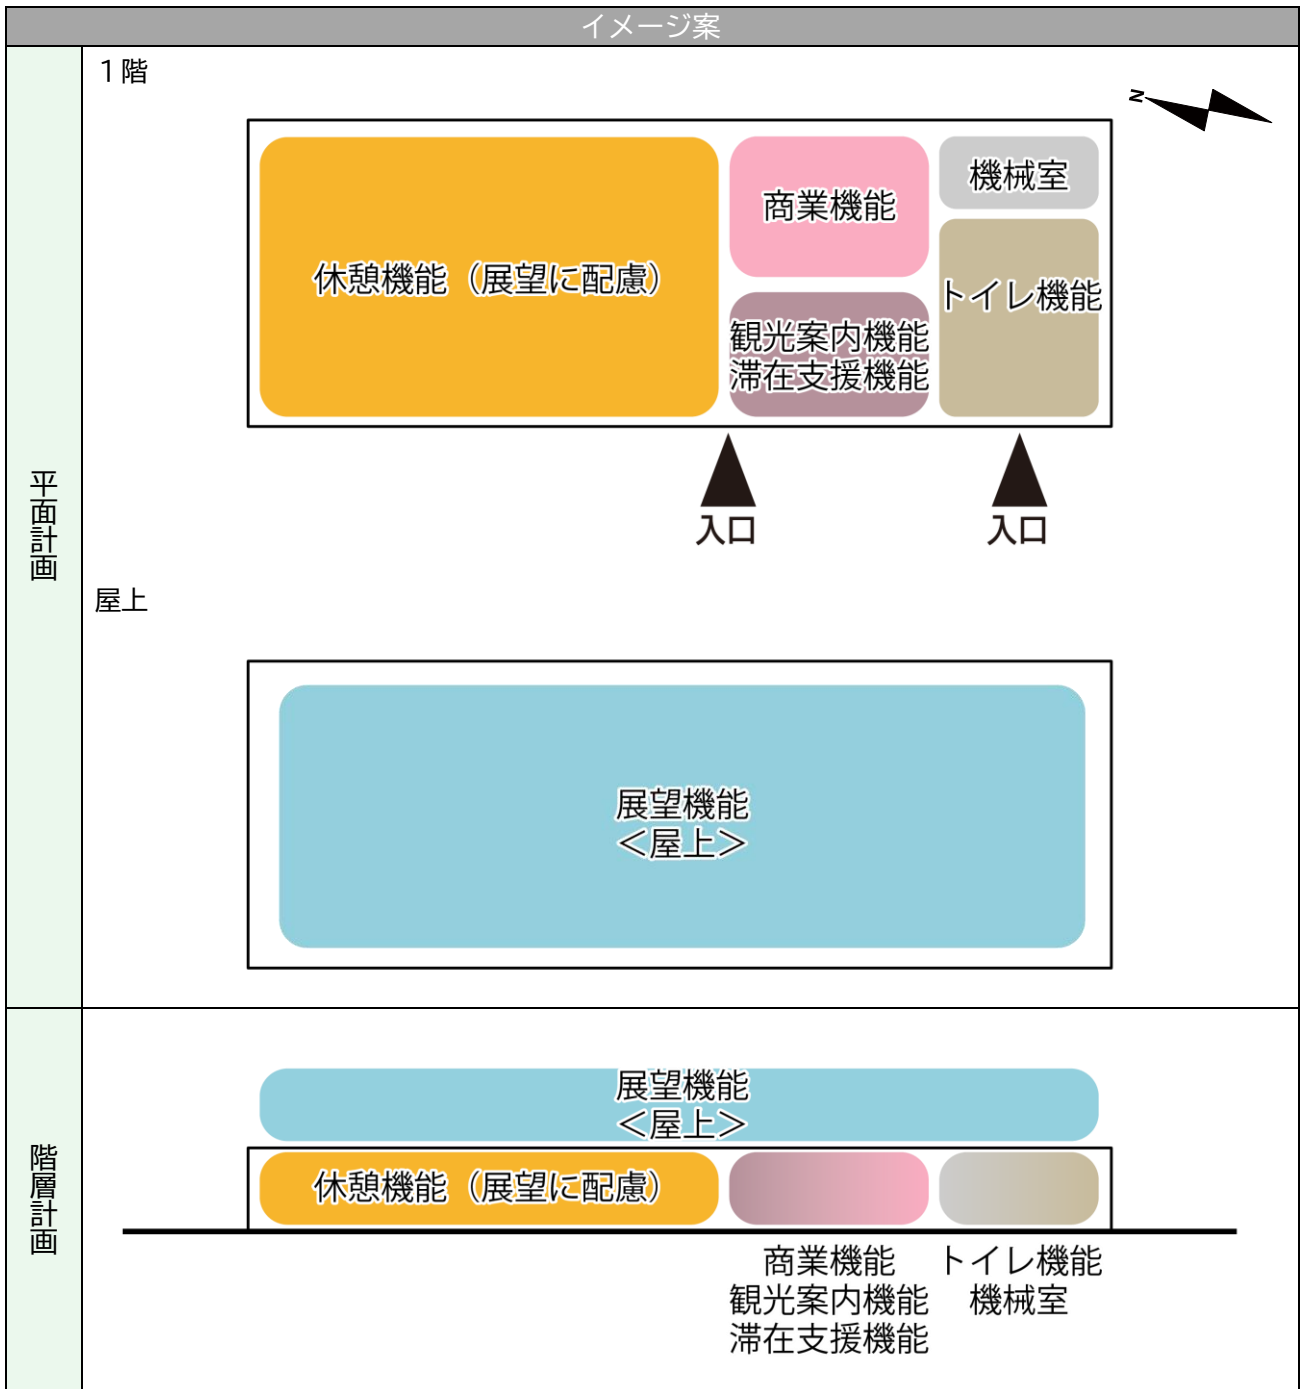 イメージ案
平面計画
1階
N
休憩機能（展望に配慮）
商業機能
機械室
観光案内機能
滞在支援機能
トイレ機能
入口
入口
屋上
展望機能
＜屋上＞
階層計画
展望機能
＜屋上＞
休憩機能（展望に配慮）
商業機能
観光案内機能
滞在支援機能
トイレ機能
機械室